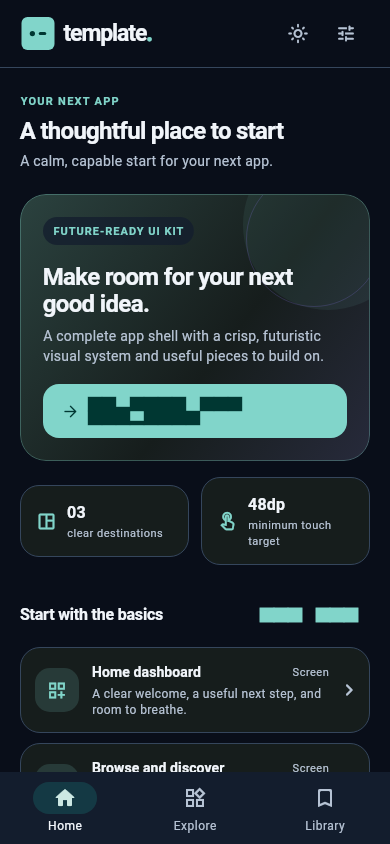 template.
YOUR NEXT APP
A thoughtful place to start
A calm, capable start for your next app.
FUTURE-READY UI KIT
Make room for your next
good idea.
A complete app shell with a crisp, futuristic
visual system and useful pieces to build on.
03
clear destinations
48dp
minimum touch
target
Start with the basics
Home dashboard
Screen
A clear welcome, a useful next step, and
room to breathe.
Browse and discover
Screen
Home
Explore
Library